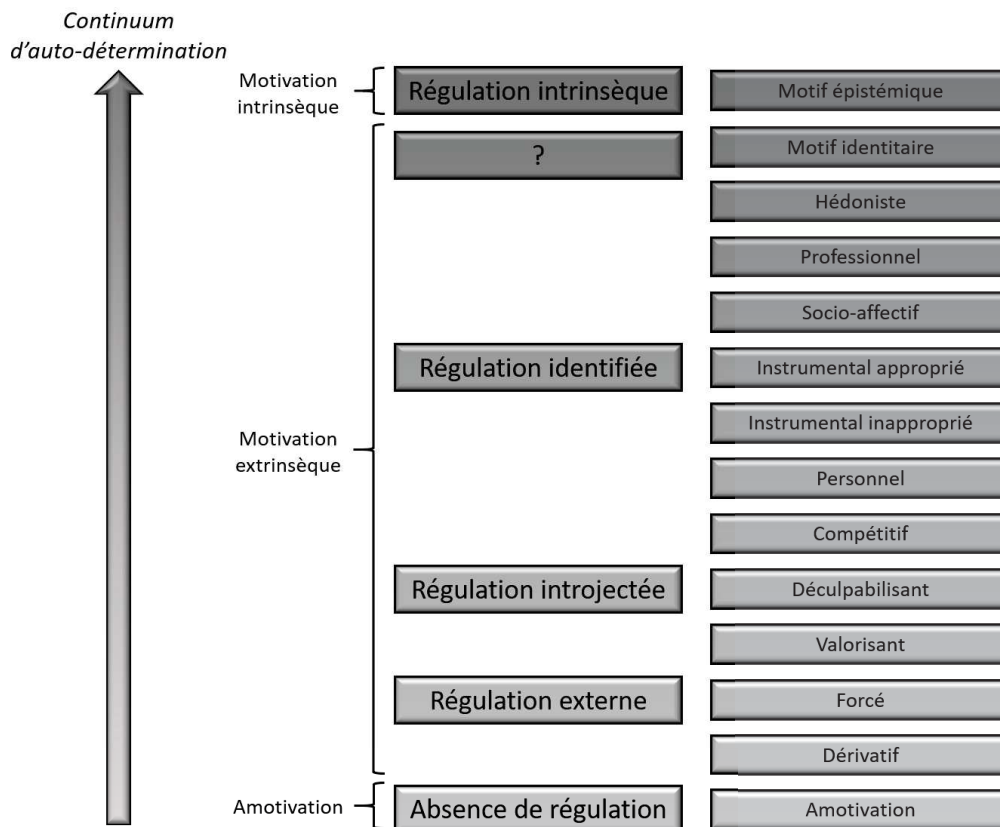 Continuum
d’auto-détermination
Motivation
intrinsèque
Régulation intrinsèque
Motif épistémique
?
Motif identitaire
Hédoniste
Professionnel
Socio-affectif
Régulation identifiée
Instrumental approprié
Instrumental inapproprié
Motivation
extrinsèque
Personnel
Compétitif
Régulation introjectée
Déculpabilisant
Valorisant
Régulation externe
Forcé
Dérivatif
Amotivation
Absence de régulation
Amotivation